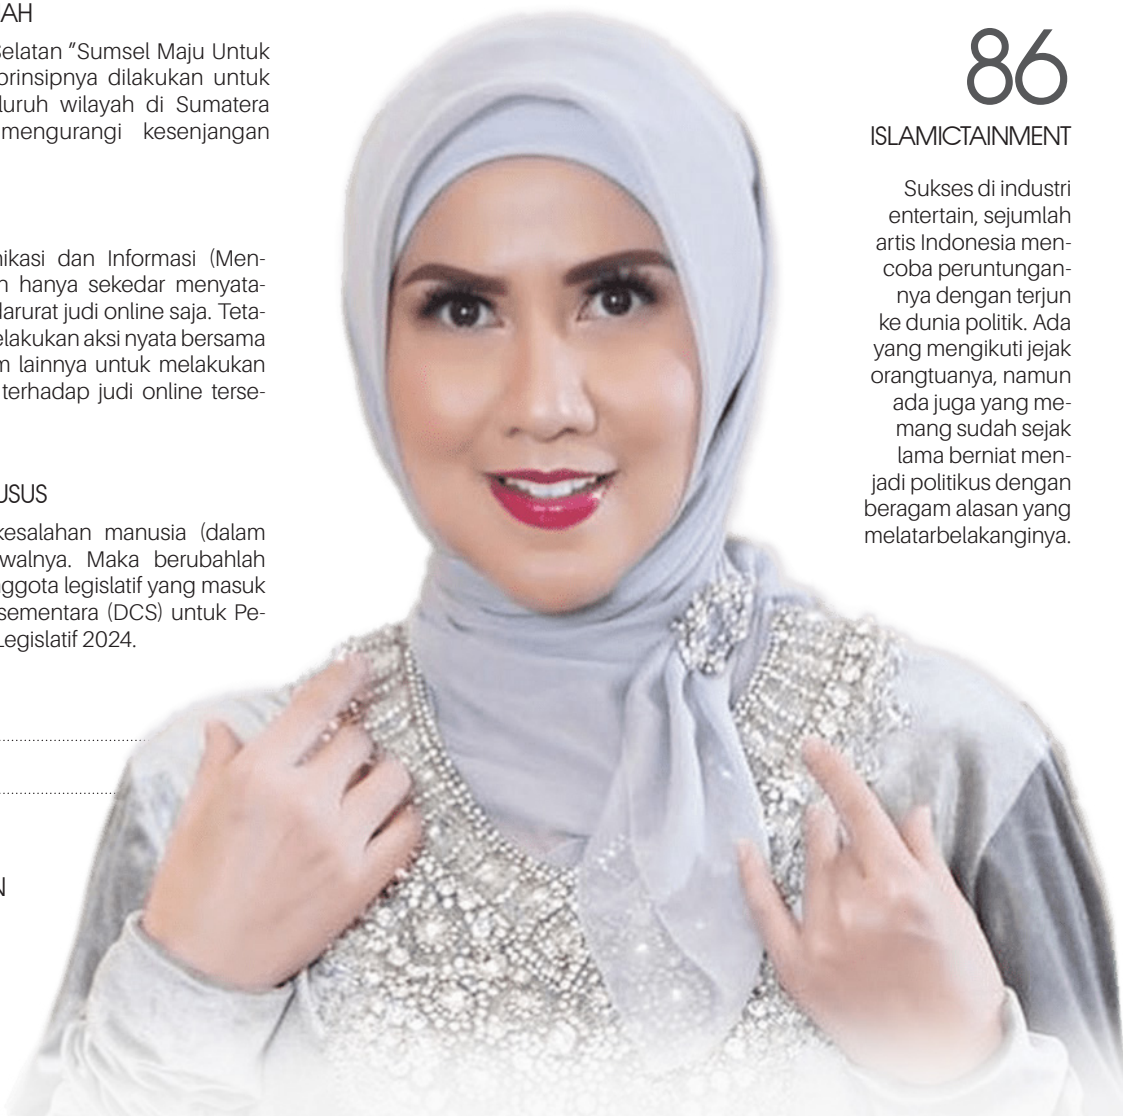 AH
Selatan "Sumsel Maju Untuk
prinsipnya dilakukan untuk
luruh wilayah di Sumatera
mengurangi kesenjangan
nikasi dan Informasi (Men-
n hanya sekedar menyata-
darurat judi online saja. Teta-
elakukan aksi nyata bersama
m lainnya untuk melakukan
terhadap judi online terse-
USUS
kesalahan manusia (dalam
walnya. Maka berubahlah
nggota legislatif yang masuk
sementara (DCS) untuk Pe-
Legislatif 2024.
N
86
ISLAMICTAINMENT
Sukses di industri
entertain, sejumlah
artis Indonesia men-
coba peruntungan-
nya dengan terjun
ke dunia politik. Ada
yang mengikuti jejak
orangtuanya, namun
ada juga yang me-
mang sudah sejak
lama berniat men-
jadi politikus dengan
beragam alasan yang
melatarbelakanginya.